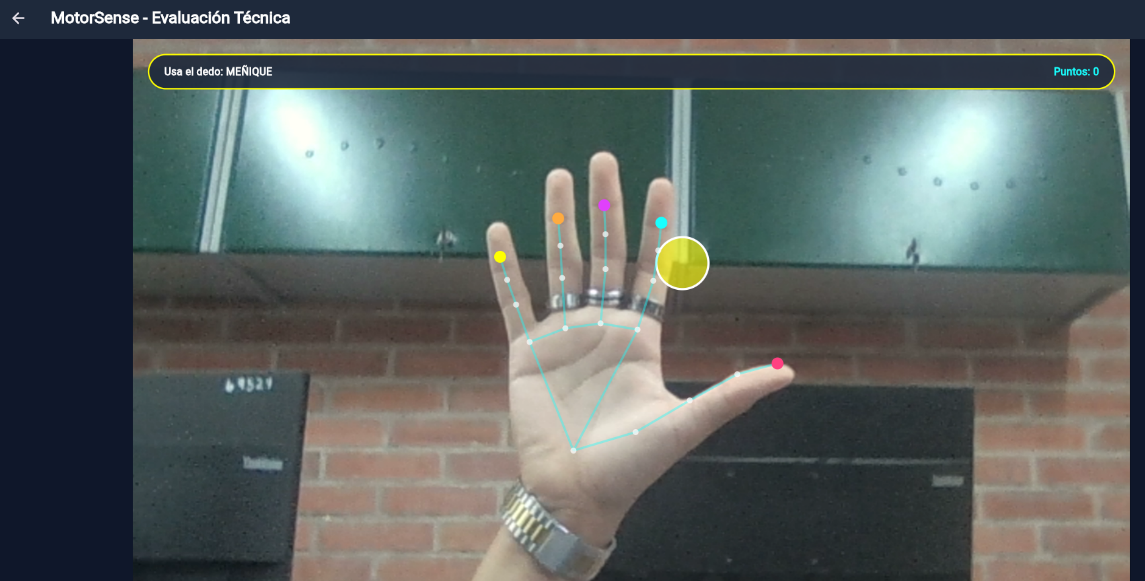 MotorSense - Evaluación Técnica
Usa el dedo: MEÑIQUE
Puntos: 0